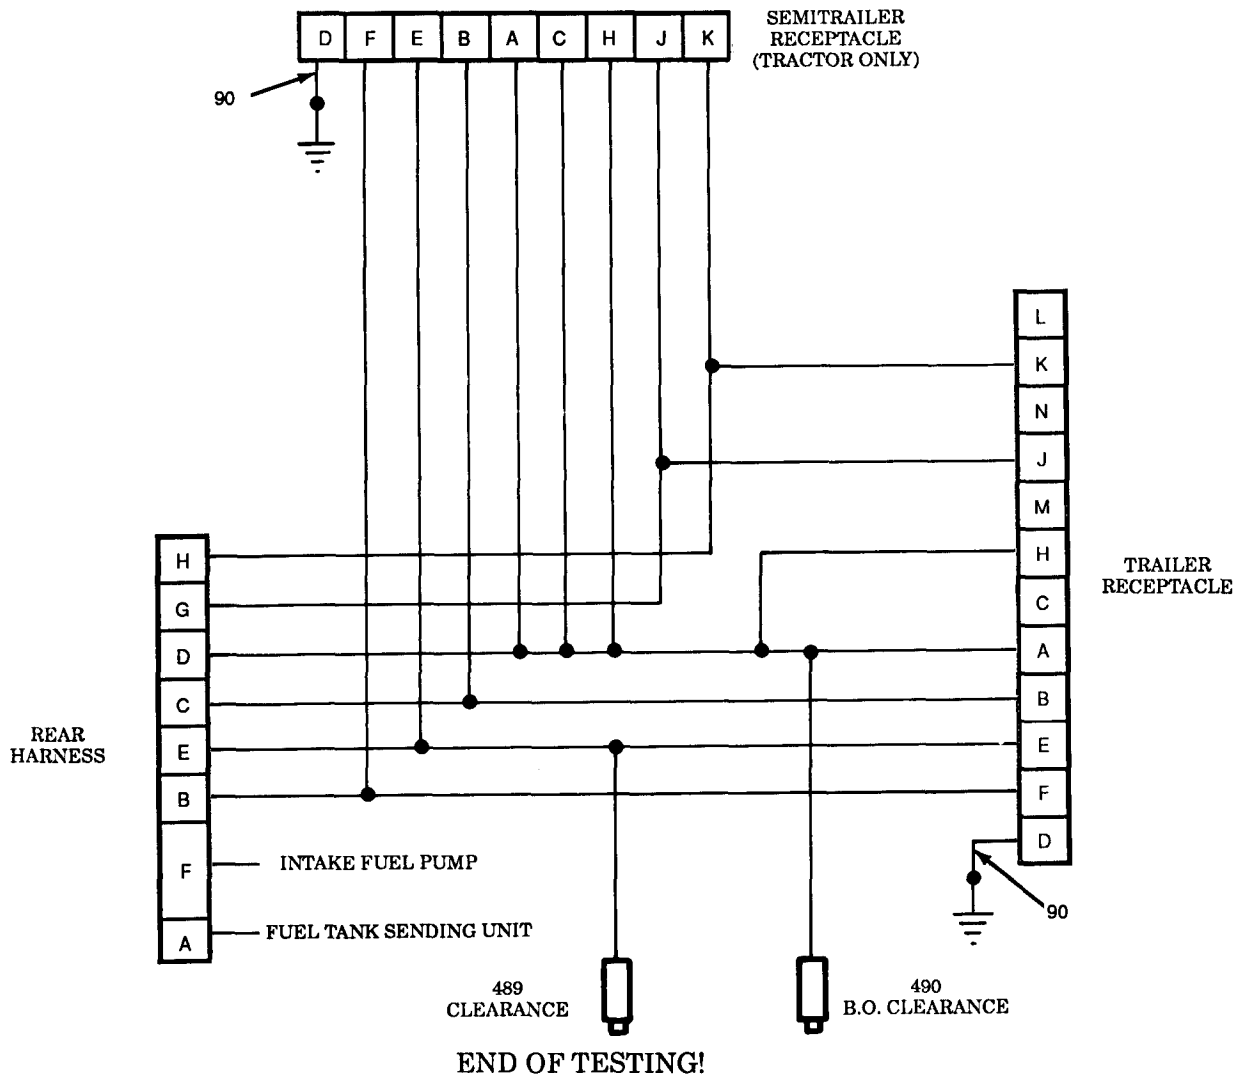 SEMITRAILER
RECEPTACLE
(TRACTOR ONLY)
D F E B A C H J K
90
L
K
N
J
M
H
C
A
B
E
F
D
TRAILER
RECEPTACLE
90
H
G
D
C
E
B
F
A
REAR
HARNESS
INTAKE FUEL PUMP
FUEL TANK SENDING UNIT
489
CLEARANCE
490
B.O. CLEARANCE
END OF TESTING!